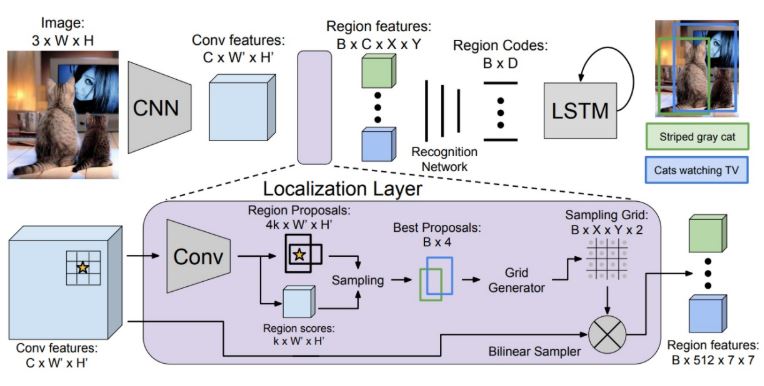 Image:
3 x W x H
Conv features:
C x W' x H'
Region features:
B x C x X x Y
Region Codes:
B x D
CNN
LSTM
Recognition
Network
Striped gray cat
Cats watching TV
Localization Layer
Region Proposals:
4k x W' x H'
Conv
Sampling
Region scores:
k x W' x H'
Best Proposals:
B x 4
Grid
Generator
Sampling Grid:
B x X x Y x 2
Bilinear Sampler
Conv features:
C x W' x H'
Region features:
B x 512 x 7 x 7